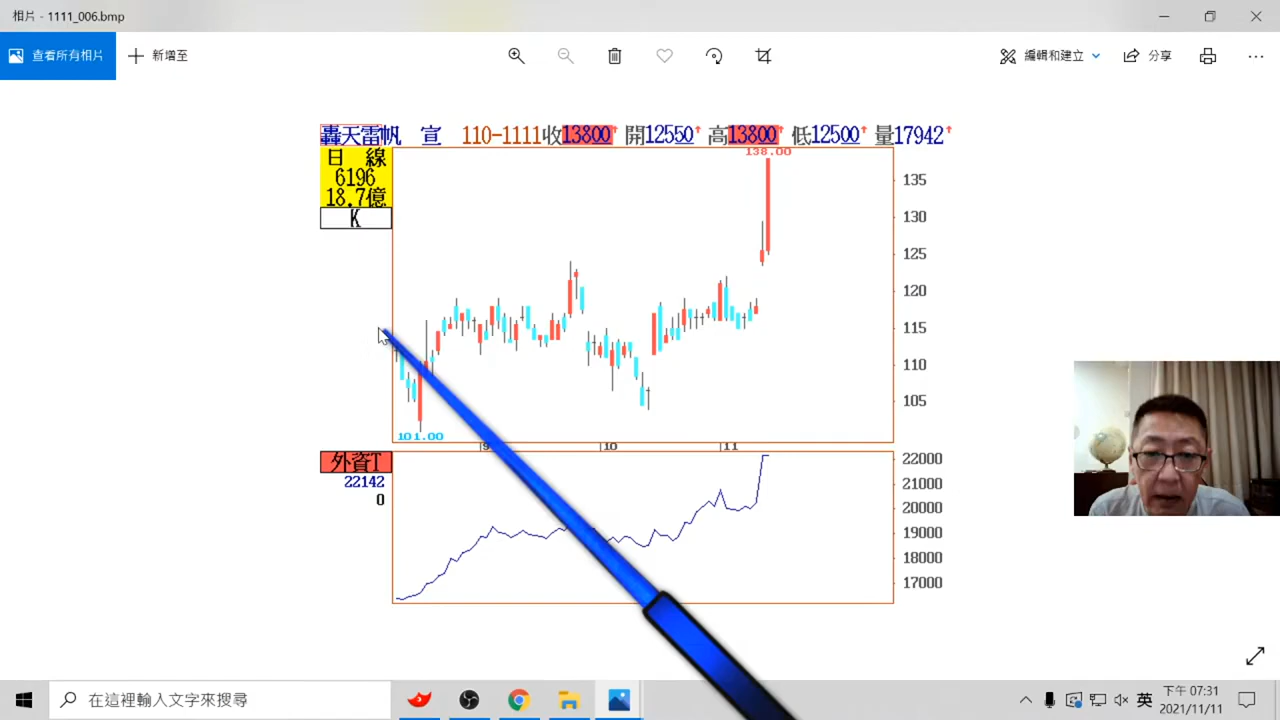 相片 - 1111_006.bmp
查看所有相片 新增至 編輯和建立 分享
轟天雷帆 宣 110-1111收13800↑ 開12550↑ 高13800↑ 低12500↑ 量17942↑
日 線
6196
18.7億
K
138.00
135
130
125
120
115
110
105
101.00
9 10 11
外資T
22142
0
22000
21000
20000
19000
18000
17000
在這裡輸入文字來搜尋
英
下午 07:31
2021/11/11